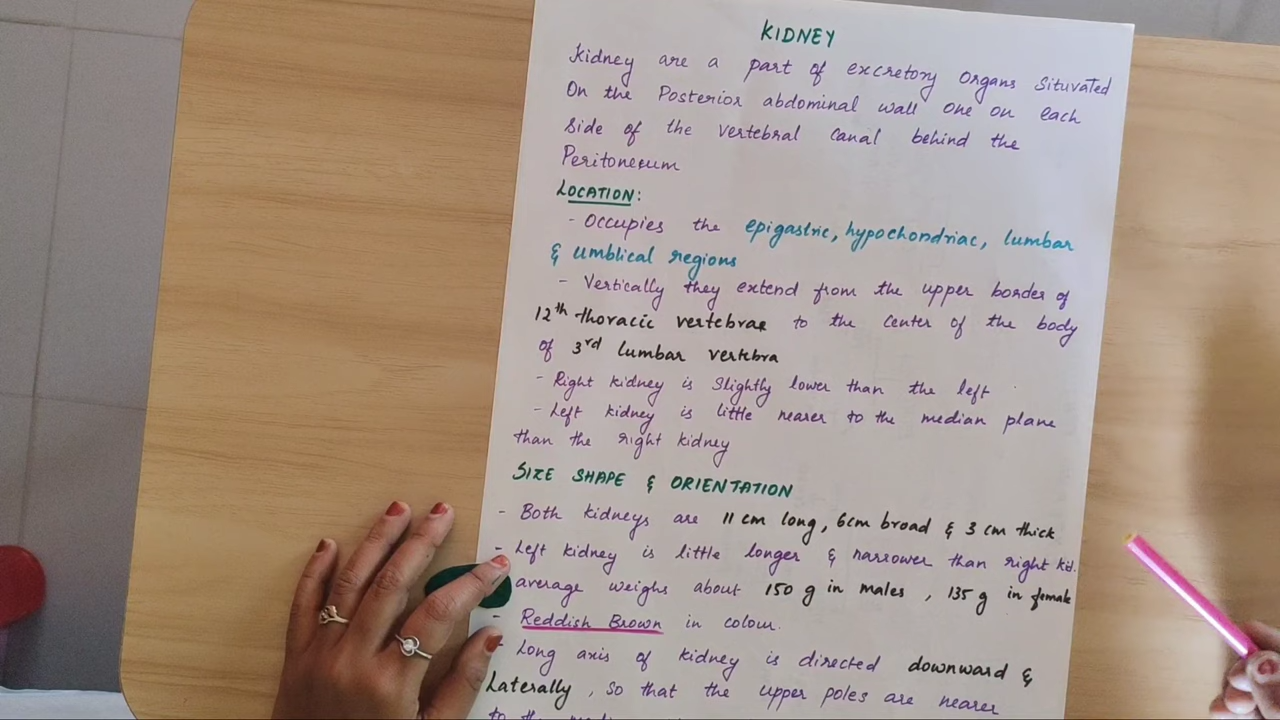 KIDNEY
Kidney are a part of excretory organs Situvated
On the Posterior abdominal wall one on each
Side of the vertebral canal behind the
Peritoneum
LOCATION:
- Occupies the epigastric, hypochondriac, lumbar
& umblical regions
- Vertically they extend from the upper border of
12th thoracic vertebrae to the center of the body
of 3rd lumbar vertebra
- Right kidney is Slightly lower than the left
- Left kidney is little nearer to the median plane
than the right kidney
SIZE SHAPE & ORIENTATION
- Both kidneys are 11 cm long, 6cm broad & 3 cm thick
- Left kidney is little longer & narrower than right kid.
average weighs about 150 g in males, 135 g in female
- Reddish Brown in colour.
- Long axis of kidney is directed downward &
Laterally, so that the upper poles are nearer
to the